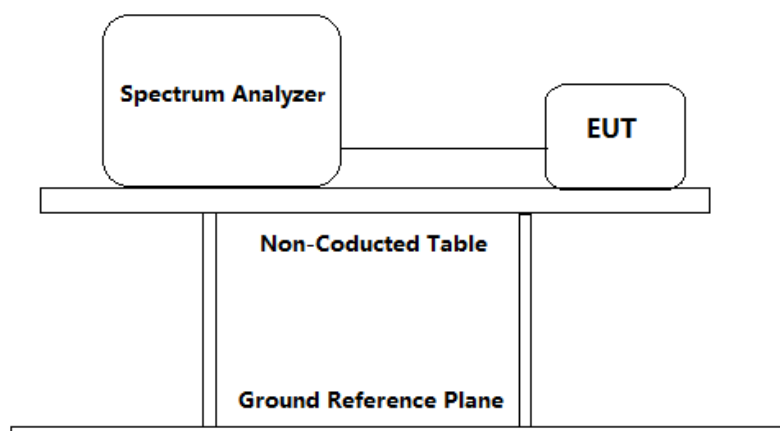 Spectrum Analyzer
EUT
Non-Coducted Table
Ground Reference Plane